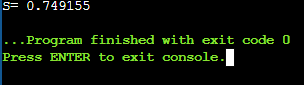 S= 0.749155
...Program finished with exit code 0
Press ENTER to exit console.